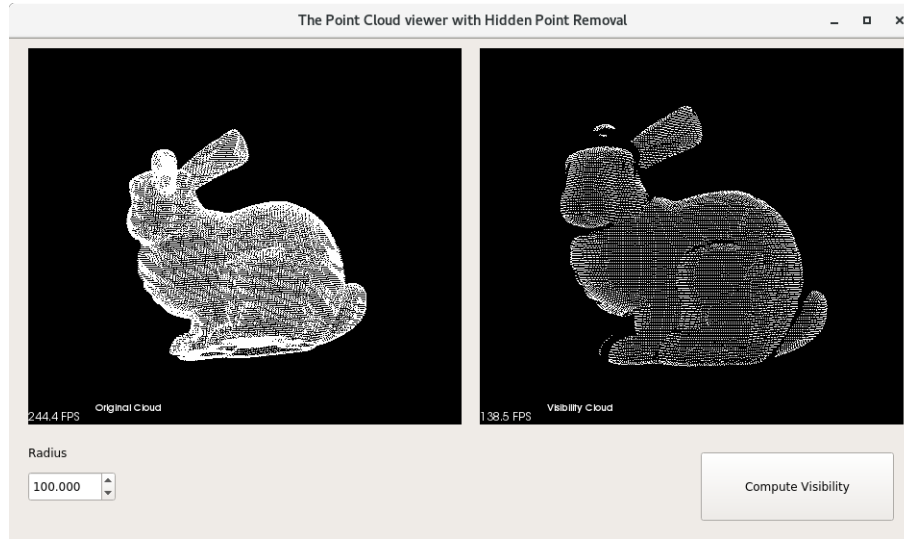 The Point Cloud viewer with Hidden Point Removal
Original Cloud
244.4 FPS
Visibility Cloud
138.5 FPS
Radius
100.000
Compute Visibility